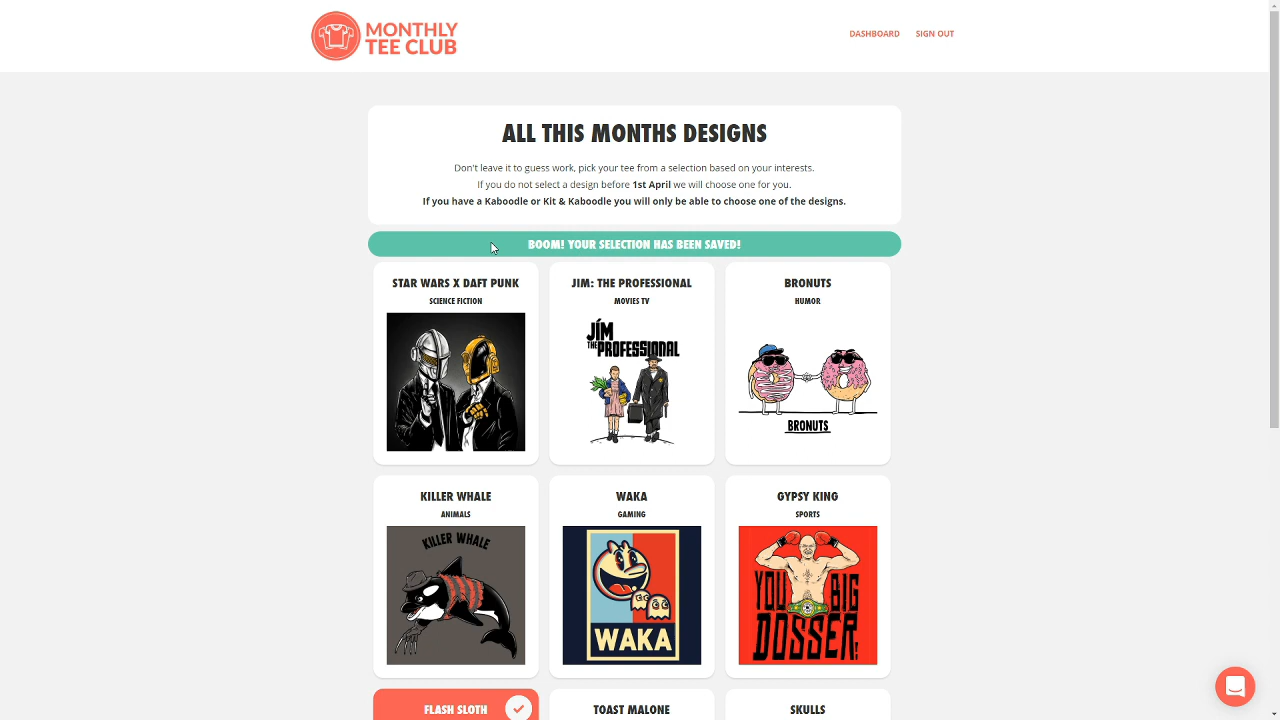 MONTHLY
TEE CLUB
DASHBOARD
SIGN OUT
ALL THIS MONTHS DESIGNS
Don't leave it to guess work, pick your tee from a selection based on your interests.
If you do not select a design before 1st April we will choose one for you.
If you have a Kaboodle or Kit & Kaboodle you will only be able to choose one of the designs.
BOOM! YOUR SELECTION HAS BEEN SAVED!
STAR WARS X DAFT PUNK
SCIENCE FICTION
JIM: THE PROFESSIONAL
MOVIES TV
JÍM
THE PROFESSIONAL
BRONUTS
HUMOR
BRONUTS
KILLER WHALE
ANIMALS
KILLER WHALE
WAKA
GAMING
WAKA
GYPSY KING
SPORTS
YOU BIG
DOSSER!
FLASH SLOTH
TOAST MALONE
SKULLS